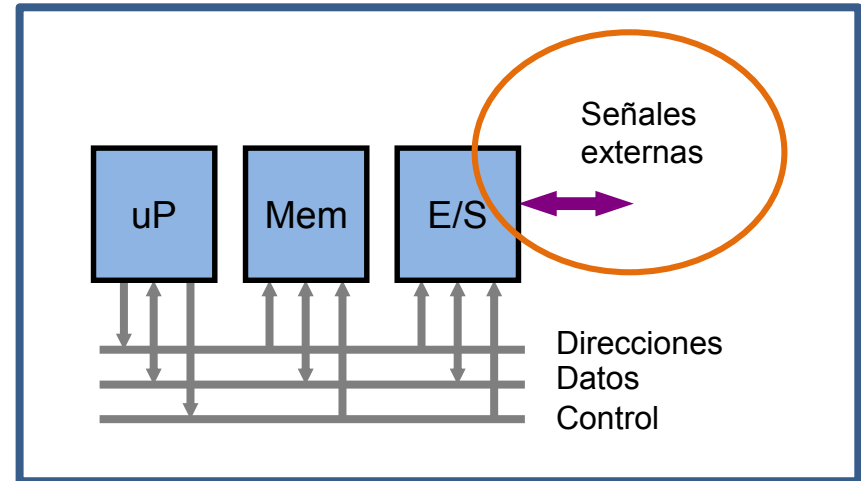 Señales
externas
uP
Mem
E/S
Direcciones
Datos
Control